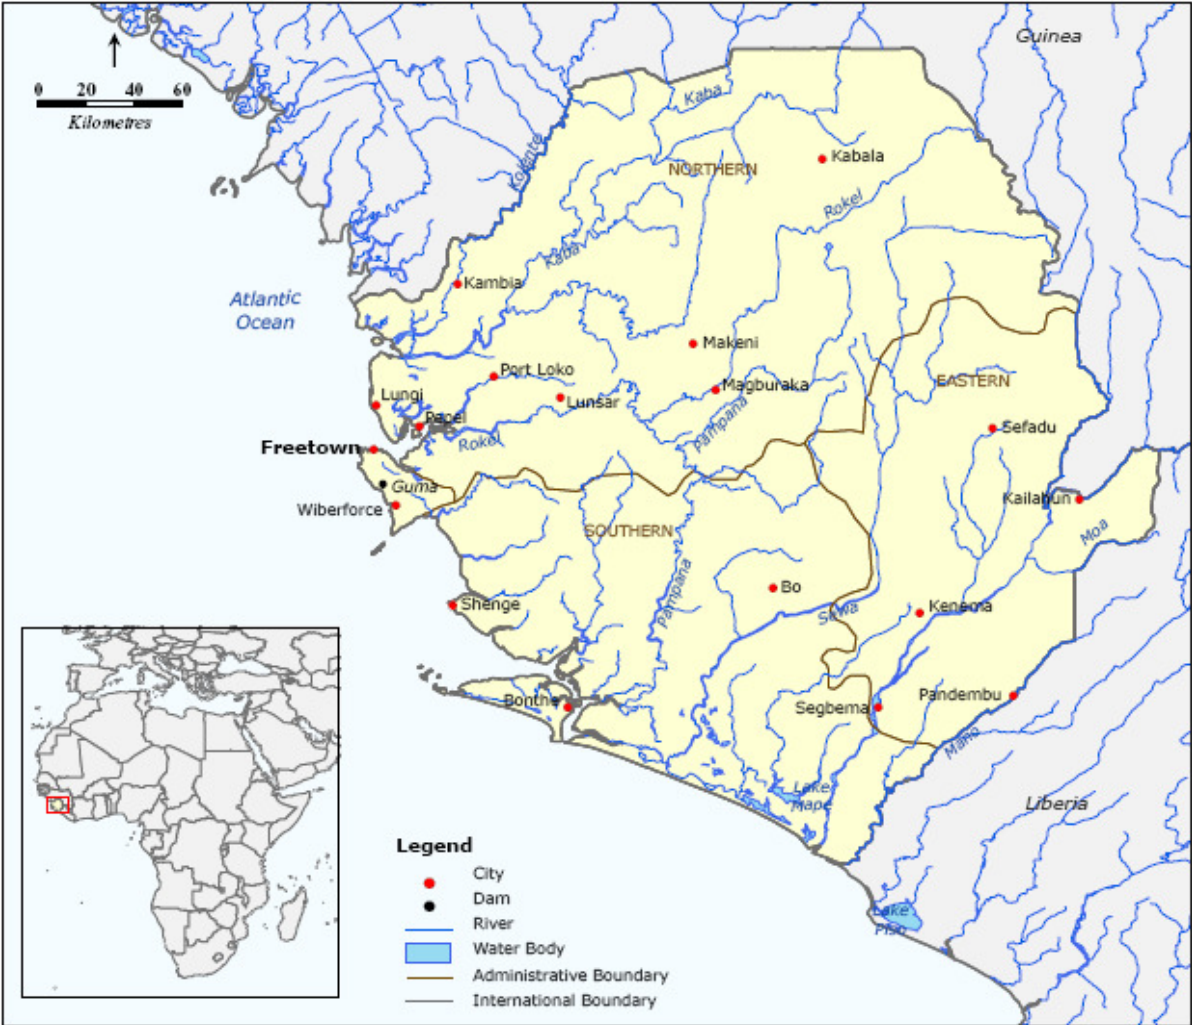 Guinea
0 20 40 60
Kilometres
Kaba
Kolente
NORTHERN
Kabala
Rokel
Kaba
Kambia
Atlantic
Ocean
Makeni
Port Loko
Magburaka
EASTERN
Lungi
Lunsar
Pepel
Pampana
Sefadu
Rokel
Freetown
Guma
Kailahun
Wiberforce
SOUTHERN
Moa
Pampana
Bo
Shenge
Sewa
Kenema
Bonthe
Segbema
Pandembu
Mano
Lake
Mape
Liberia
Legend
City
Dam
River
Water Body
Administrative Boundary
International Boundary
Lake
Piso